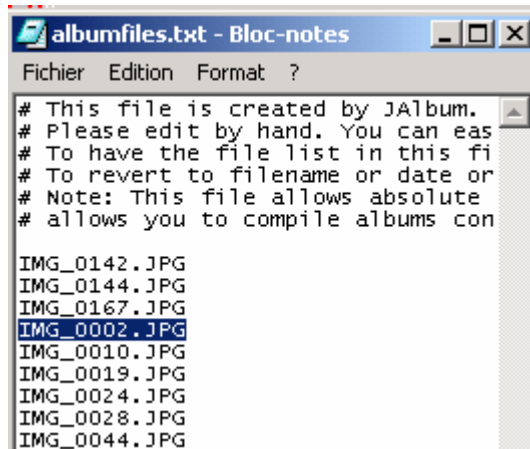 albumfiles.txt - Bloc-notes
Fichier Edition Format ?
# This file is created by JAlbum.
# Please edit by hand. You can eas
# To have the file list in this fi
# To revert to filename or date or
# Note: This file allows absolute
# allows you to compile albums con
IMG_0142.JPG
IMG_0144.JPG
IMG_0167.JPG
IMG_0002.JPG
IMG_0010.JPG
IMG_0019.JPG
IMG_0024.JPG
IMG_0028.JPG
IMG_0044.JPG